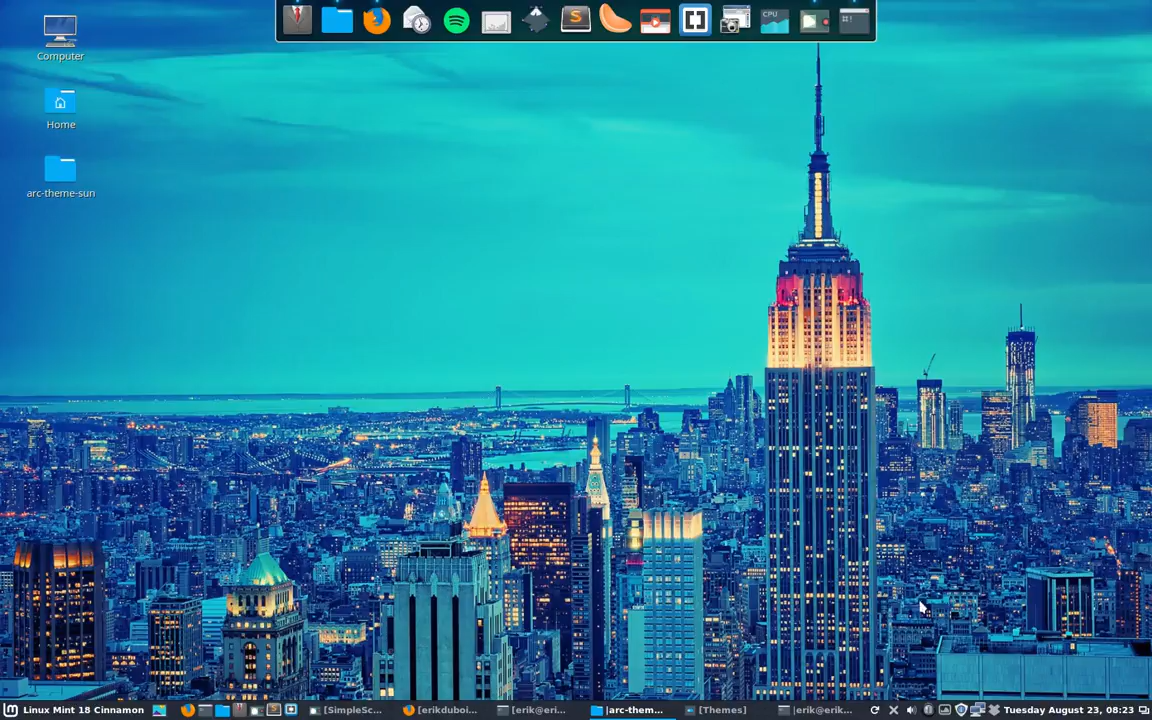 S
CPU
Computer
Home
arc-theme-sun
Linux Mint 18 Cinnamon
[SimpleSc...
[erikduboi...
[erik@eri...
|arc-them...
[Themes]
|erik@erik...
Tuesday August 23, 08:23